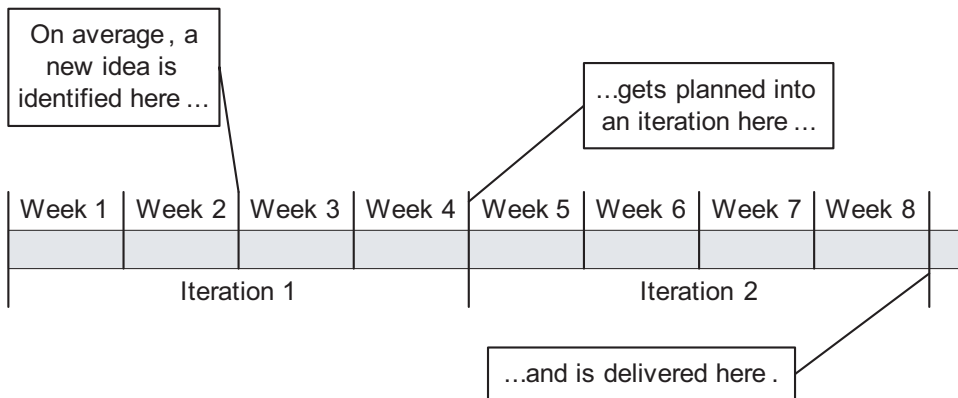 On average, a
new idea is
identified here ...
...gets planned into
an iteration here ...
Week 1 Week 2 Week 3 Week 4 Week 5 Week 6 Week 7 Week 8
Iteration 1 Iteration 2
...and is delivered here .